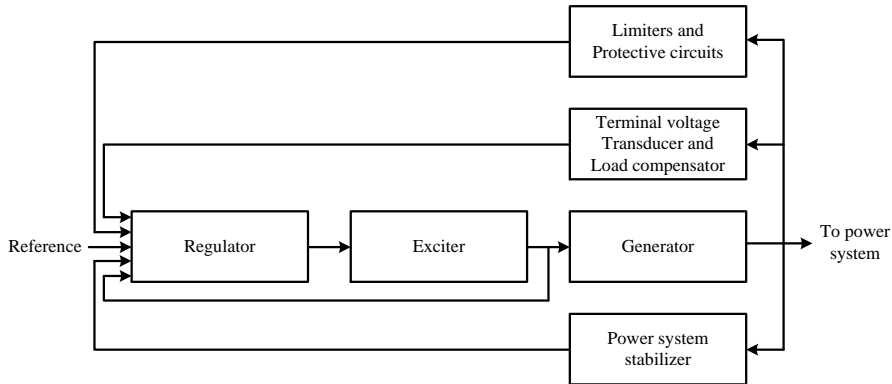 Limiters and
Protective circuits
Terminal voltage
Transducer and
Load compensator
Reference
Regulator
Exciter
Generator
To power
system
Power system
stabilizer